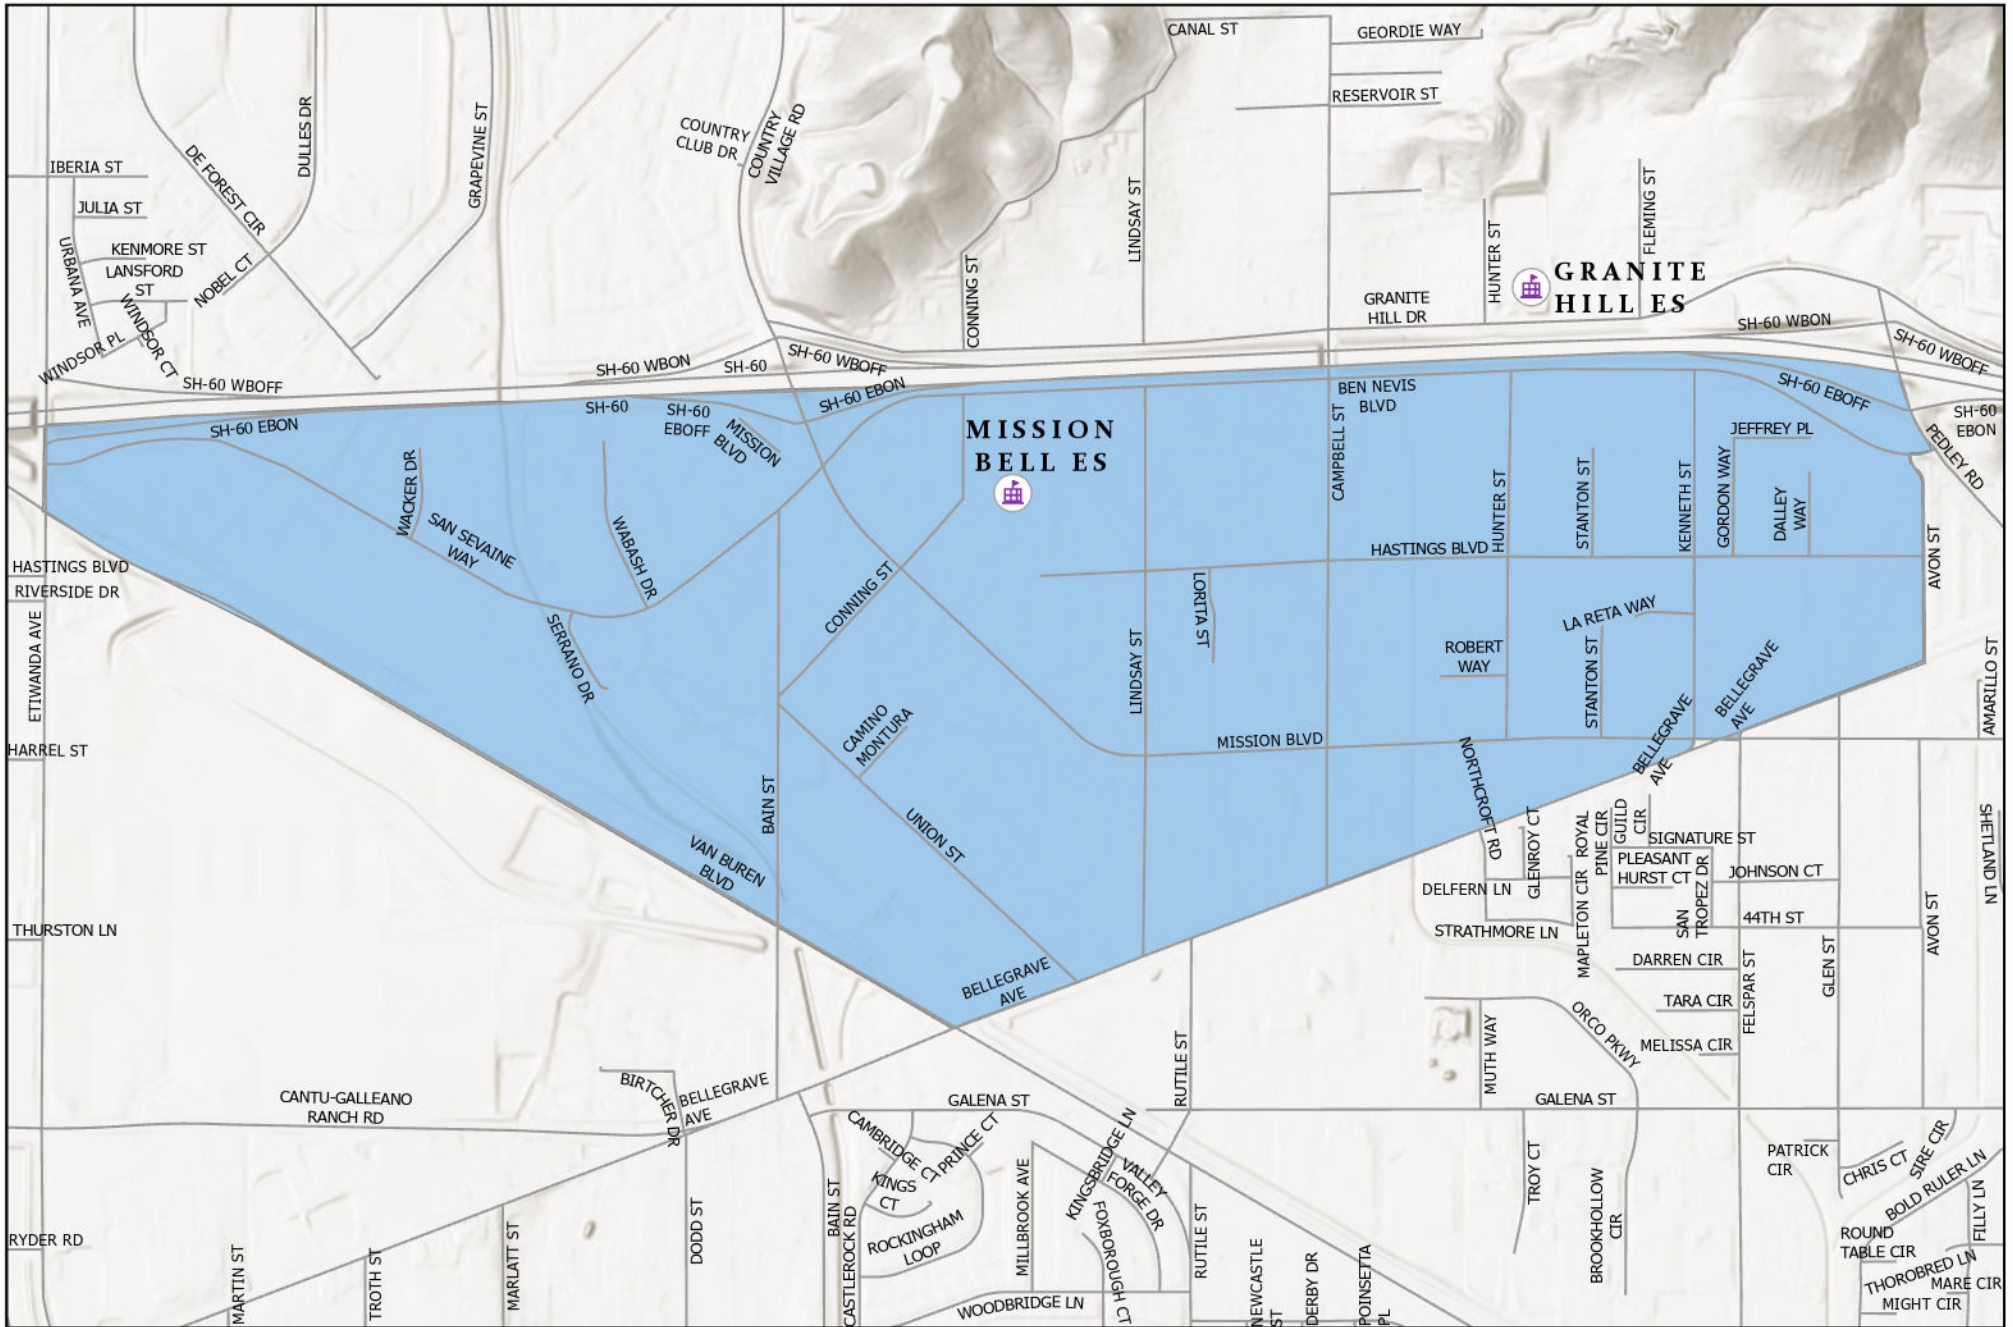 CANAL ST
GEORDIE WAY
RESERVOIR ST
DULLES DR
GRAPEVINE ST
COUNTRY
CLUB DR
COUNTRY
VILLAGE RD
DE FOREST CIR
IBERIA ST
JULIA ST
URBANA AVE
KENMORE ST
LANSFORD
ST
WINDSOR CT
NOBEL CT
WINDSOR PL
LINDSAY ST
CONNING ST
HUNTER ST
FLEMING ST
GRANITE
HILL ES
GRANITE
HILL DR
SH-60 WBON
SH-60 WBOFF
SH-60 WBOFF
SH-60 WBON
SH-60
SH-60 WBOFF
SH-60 EBON
SH-60 EBON
SH-60
SH-60
EBOFF
MISSION
BLVD
MISSION
BELL ES
BEN NEVIS
BLVD
SH-60 EBOFF
SH-60
EBON
PEDLEY RD
JEFFREY PL
CAMPBELL ST
WACKER DR
SAN SEVAINE
WAY
WABASH DR
HUNTER ST
STANTON ST
KENNETH ST
GORDON WAY
DALLEY
WAY
AVON ST
HASTINGS BLVD
HASTINGS BLVD
RIVERSIDE DR
ETIWANDA AVE
CONNING ST
SERRANO DR
LORITA ST
LINDSAY ST
LA RETA WAY
ROBERT
WAY
STANTON ST
BELLEGRAVE
AVE
BELLEGRAVE
AVE
AMARILLO ST
HARREL ST
CAMINO
MONTURA
MISSION BLVD
BAIN ST
UNION ST
VAN BUREN
BLVD
NORTHCROFT RD
GLENROY CT
ROYAL
PINE CIR
GUILD
CIR
SIGNATURE ST
PLEASANT
HURST CT
SAN
TROPEZ DR
JOHNSON CT
SHETLAND LN
DELFERN LN
MAPLETON CIR
44TH ST
STRATHMORE LN
AVON ST
THURSTON LN
DARREN CIR
FELSPAR ST
GLEN ST
TARA CIR
MELISSA CIR
BELLEGRAVE
AVE
RUTILE ST
MUTH WAY
ORCO PKWY
CANTU-GALLEANO
RANCH RD
BIRTCHER DR
BELLEGRAVE
AVE
GALENA ST
GALENA ST
CAMBRIDGE CT
PRINCE CT
KINGS
CT
KINGSBRIDGE LN
VALLEY
FORGE DR
FOXBOROUGH CT
MILLBROOK AVE
ROCKINGHAM
LOOP
TROY CT
BROOKHOLLOW
CIR
PATRICK
CIR
CHRIS CT
SIRE CIR
BOLD RULER LN
FILLY LN
ROUND
TABLE CIR
THOROBRED LN
MARE CIR
MIGHT CIR
RYDER RD
MARTIN ST
TROTH ST
MARLATT ST
DODD ST
BAIN ST
CASTLEROCK RD
WOODBRIDGE LN
RUTILE ST
NEWCASTLE
ST
DERBY DR
POINSETTA
PL